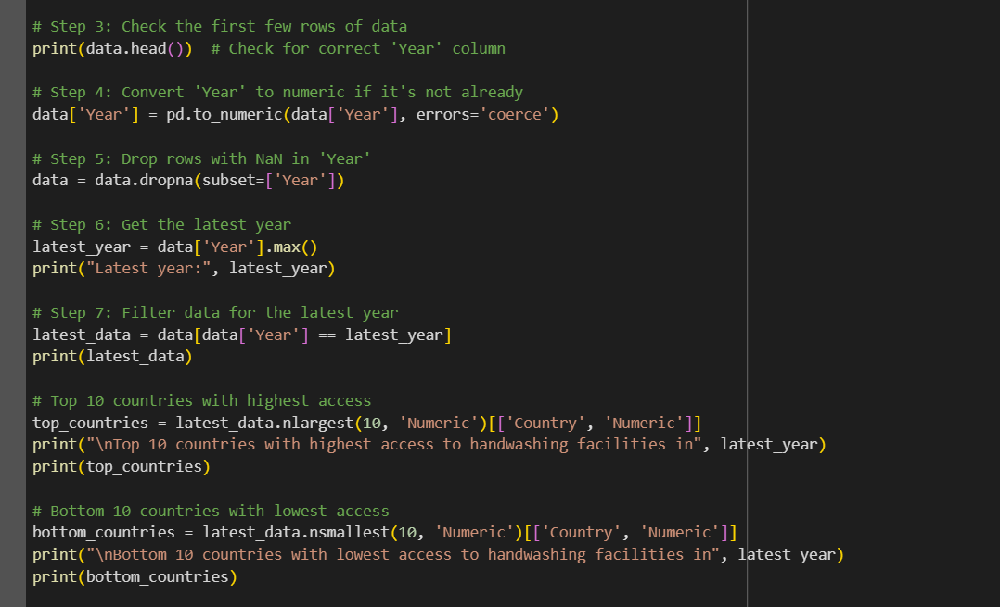 # Step 3: Check the first few rows of data
print(data.head())  # Check for correct 'Year' column
# Step 4: Convert 'Year' to numeric if it's not already
data['Year'] = pd.to_numeric(data['Year'], errors='coerce')
# Step 5: Drop rows with NaN in 'Year'
data = data.dropna(subset=['Year'])
# Step 6: Get the latest year
latest_year = data['Year'].max()
print("Latest year:", latest_year)
# Step 7: Filter data for the latest year
latest_data = data[data['Year'] == latest_year]
print(latest_data)
# Top 10 countries with highest access
top_countries = latest_data.nlargest(10, 'Numeric')[['Country', 'Numeric']]
print("\nTop 10 countries with highest access to handwashing facilities in", latest_year)
print(top_countries)
# Bottom 10 countries with lowest access
bottom_countries = latest_data.nsmallest(10, 'Numeric')[['Country', 'Numeric']]
print("\nBottom 10 countries with lowest access to handwashing facilities in", latest_year)
print(bottom_countries)